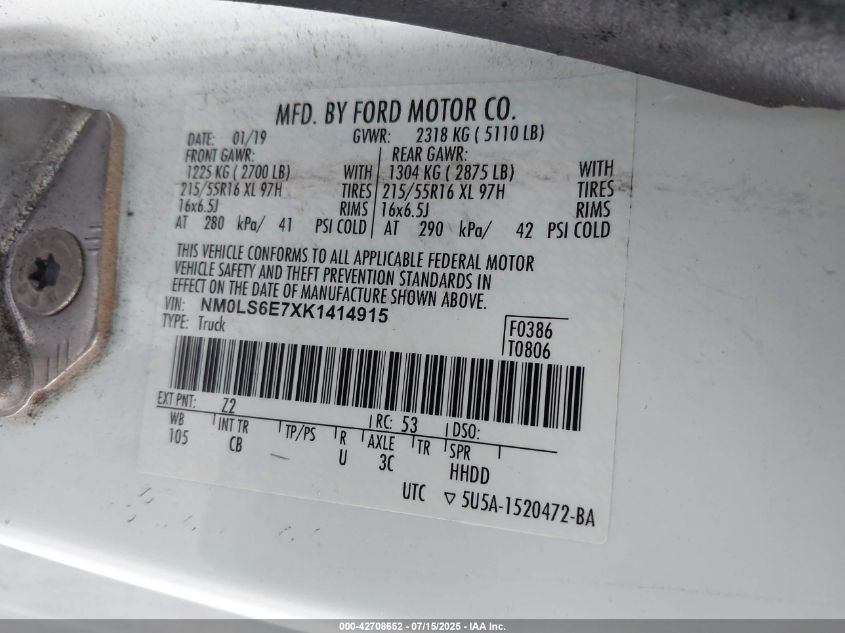 MFD. BY FORD MOTOR CO.
DATE: 01/19 GVWR: 2318 KG ( 5110 LB)
FRONT GAWR: REAR GAWR:
1225 KG ( 2700 LB) WITH 1304 KG ( 2875 LB) WITH
215/55R16 XL 97H TIRES 215/55R16 XL 97H TIRES
16x6.5J RIMS 16x6.5J RIMS
AT 280 kPa/ 41 PSI COLD AT 290 kPa/ 42 PSI COLD
THIS VEHICLE CONFORMS TO ALL APPLICABLE FEDERAL MOTOR
VEHICLE SAFETY AND THEFT PREVENTION STANDARDS IN
EFFECT ON THE DATE OF MANUFACTURE SHOWN ABOVE.
VIN: NM0LS6E7XK1414915
TYPE: Truck
F0386
T0806
EXT PNT: Z2 RC: 53 DSO:
WB INT TR TP/PS R AXLE TR SPR
105 CB — U 3C HHDD
UTC ▽ 5U5A-1520472-BA
000-42708652 / 07/15/2025 - IAA Inc.